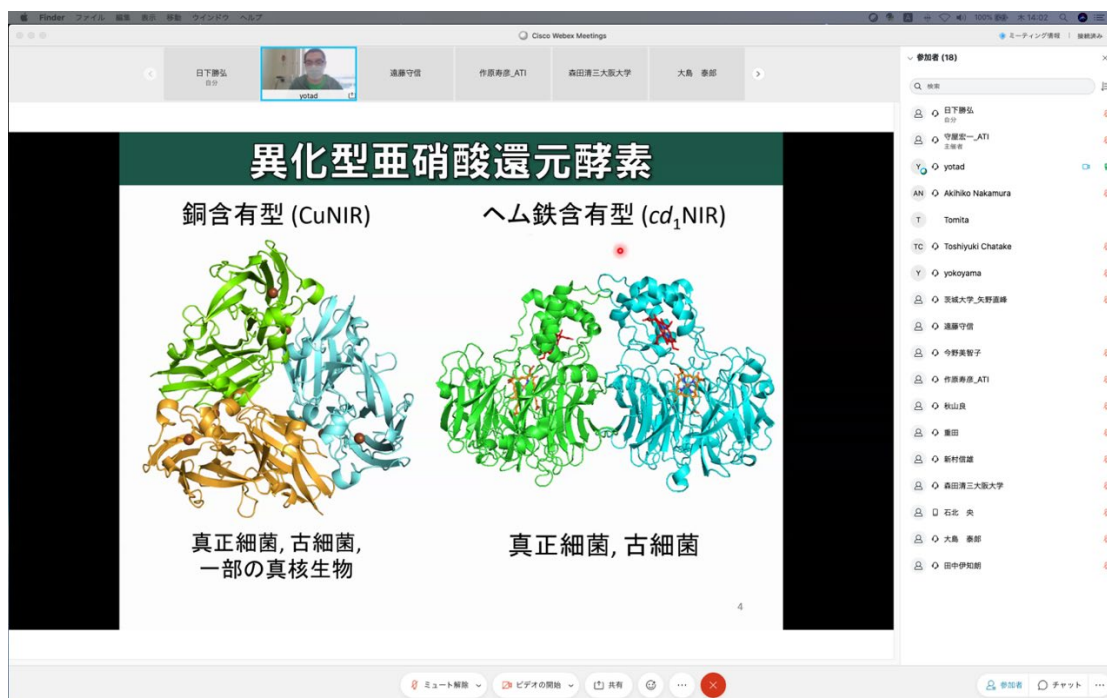 Finder ファイル 編集 表示 移動 ウインドウ ヘルプ
100% 木14:02
Cisco Webex Meetings
ミーティング情報 | 接続済み
日下勝弘
自分
yotad
遠藤守信
作原寿彦_ATI
森田清三大阪大学
大島 泰郎
異化型亜硝酸還元酵素
銅含有型 (CuNIR)
ヘム鉄含有型 (cd1NIR)
真正細菌, 古細菌,
一部の真核生物
真正細菌, 古細菌
4
参加者 (18)
検索
日下勝弘
自分
守屋宏一_ATI
主催者
Y yotad
AN Akihiko Nakamura
T Tomita
TC Toshiyuki Chatake
Y yokoyama
茨城大学_矢野直峰
遠藤守信
今野美智子
作原寿彦_ATI
秋山良
重田
新村信雄
森田清三大阪大学
石北 央
大島 泰郎
田中伊知朗
ミュート解除
ビデオの開始
共有
参加者
チャット